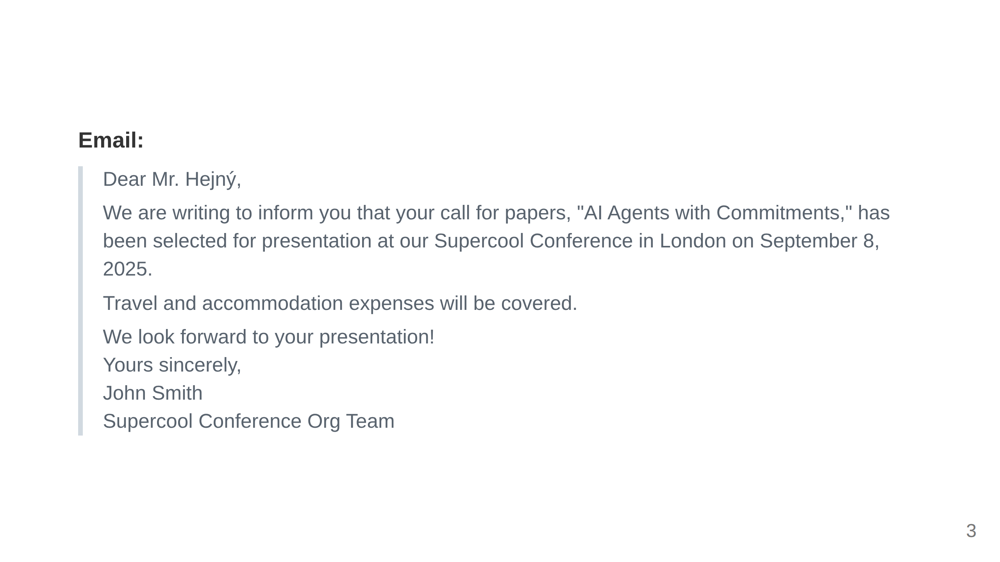 Email:
Dear Mr. Hejný,
We are writing to inform you that your call for papers, "AI Agents with Commitments," has
been selected for presentation at our Supercool Conference in London on September 8,
2025.
Travel and accommodation expenses will be covered.
We look forward to your presentation!
Yours sincerely,
John Smith
Supercool Conference Org Team
3